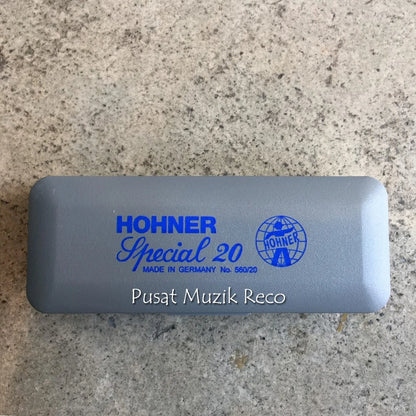 HOHNER
Special 20
MADE IN GERMANY No. 560/20
HOHNER
Pusat Muzik Reco